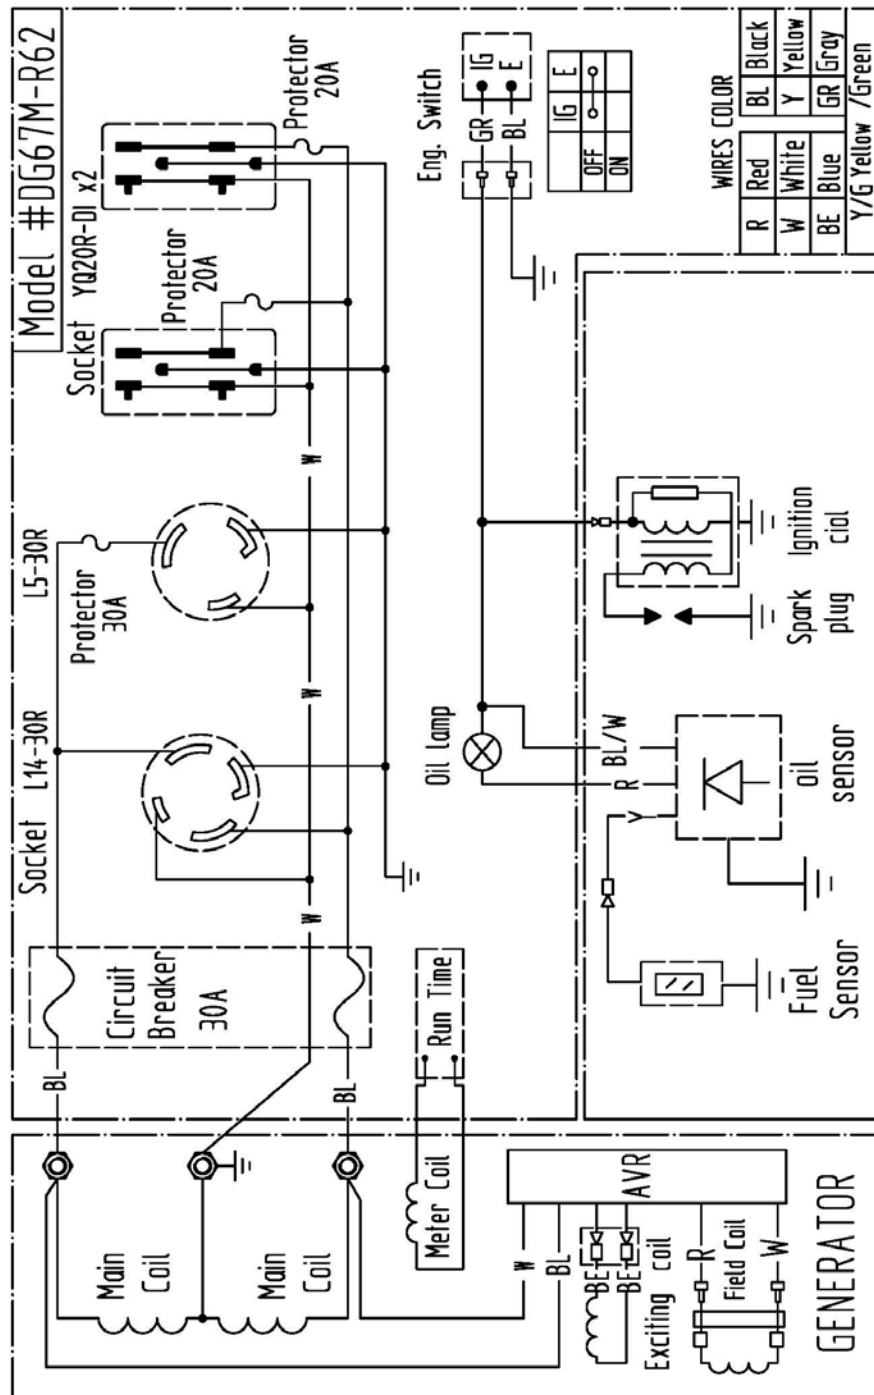 Model #DG67M-R62
Socket YQ20R-DI x2
Protector
20A
Protector
20A
L5-30R
Protector
30A
Socket L14-30R
Circuit
Breaker
30A
BL
BL
W
W
W
Eng. Switch
IG
E
GR
BL
IG E
OFF
ON
WIRES COLOR
R Red BL Black
W White Y Yellow
BE Blue GR Gray
Y/G Yellow /Green
Oil lamp
BL/W
R
Y
Ignition
cial
Spark
plug
oil
sensor
Fuel
Sensor
Run Time
Meter Coil
Main
Coil
Main
Coil
AVR
W
BL
BE
BE
Exciting coil
R
W
Field Coil
GENERATOR